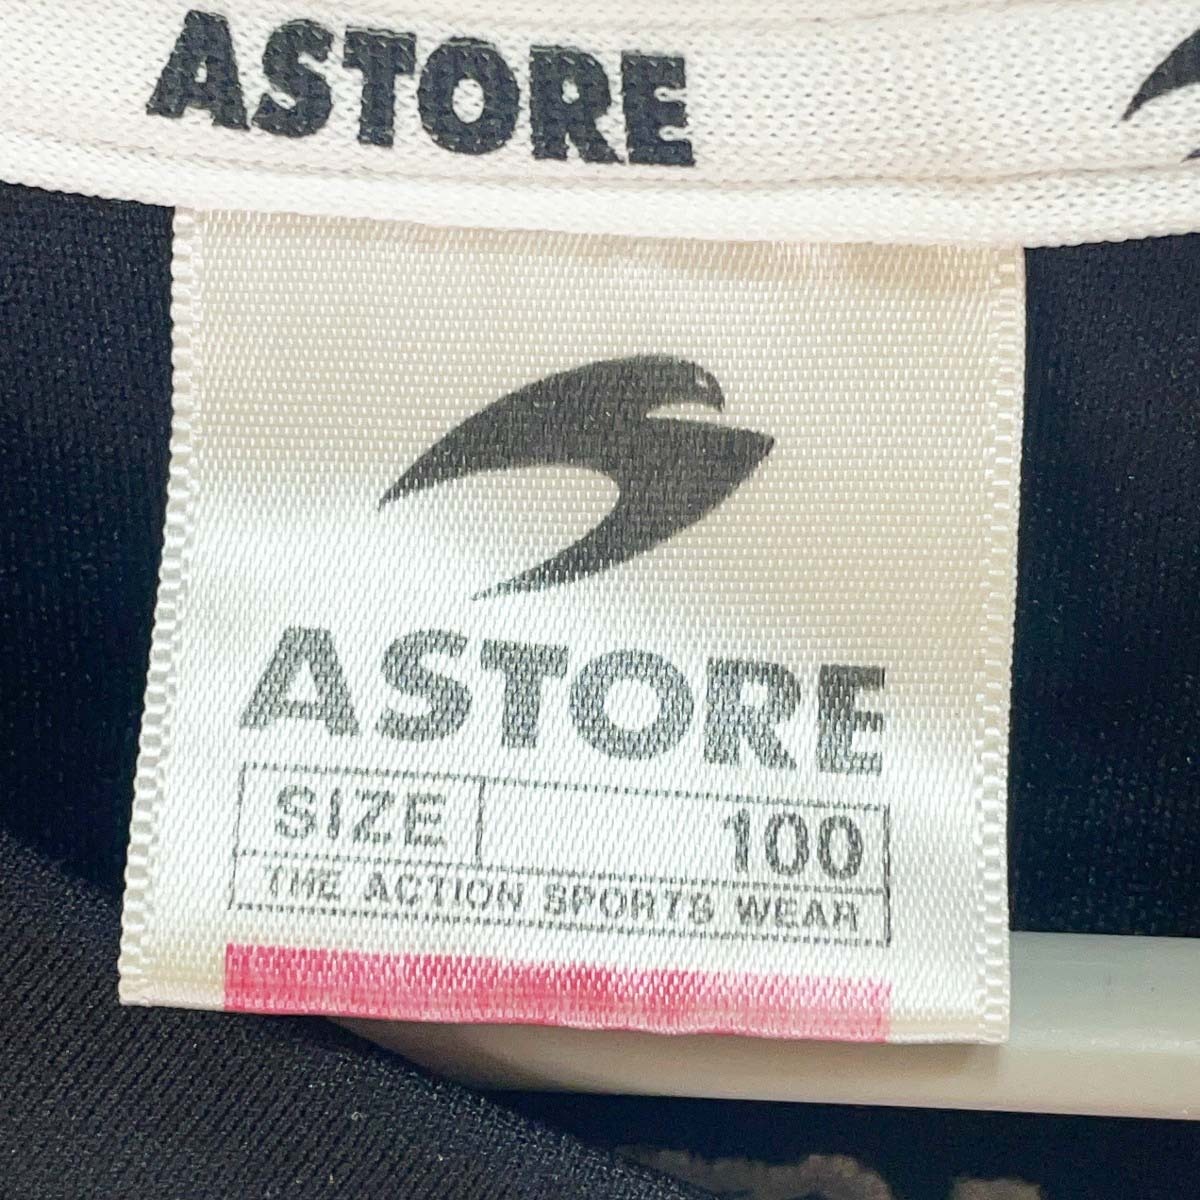 ASTORE
ASTORE
SIZE 100
THE ACTION SPORTS WEAR